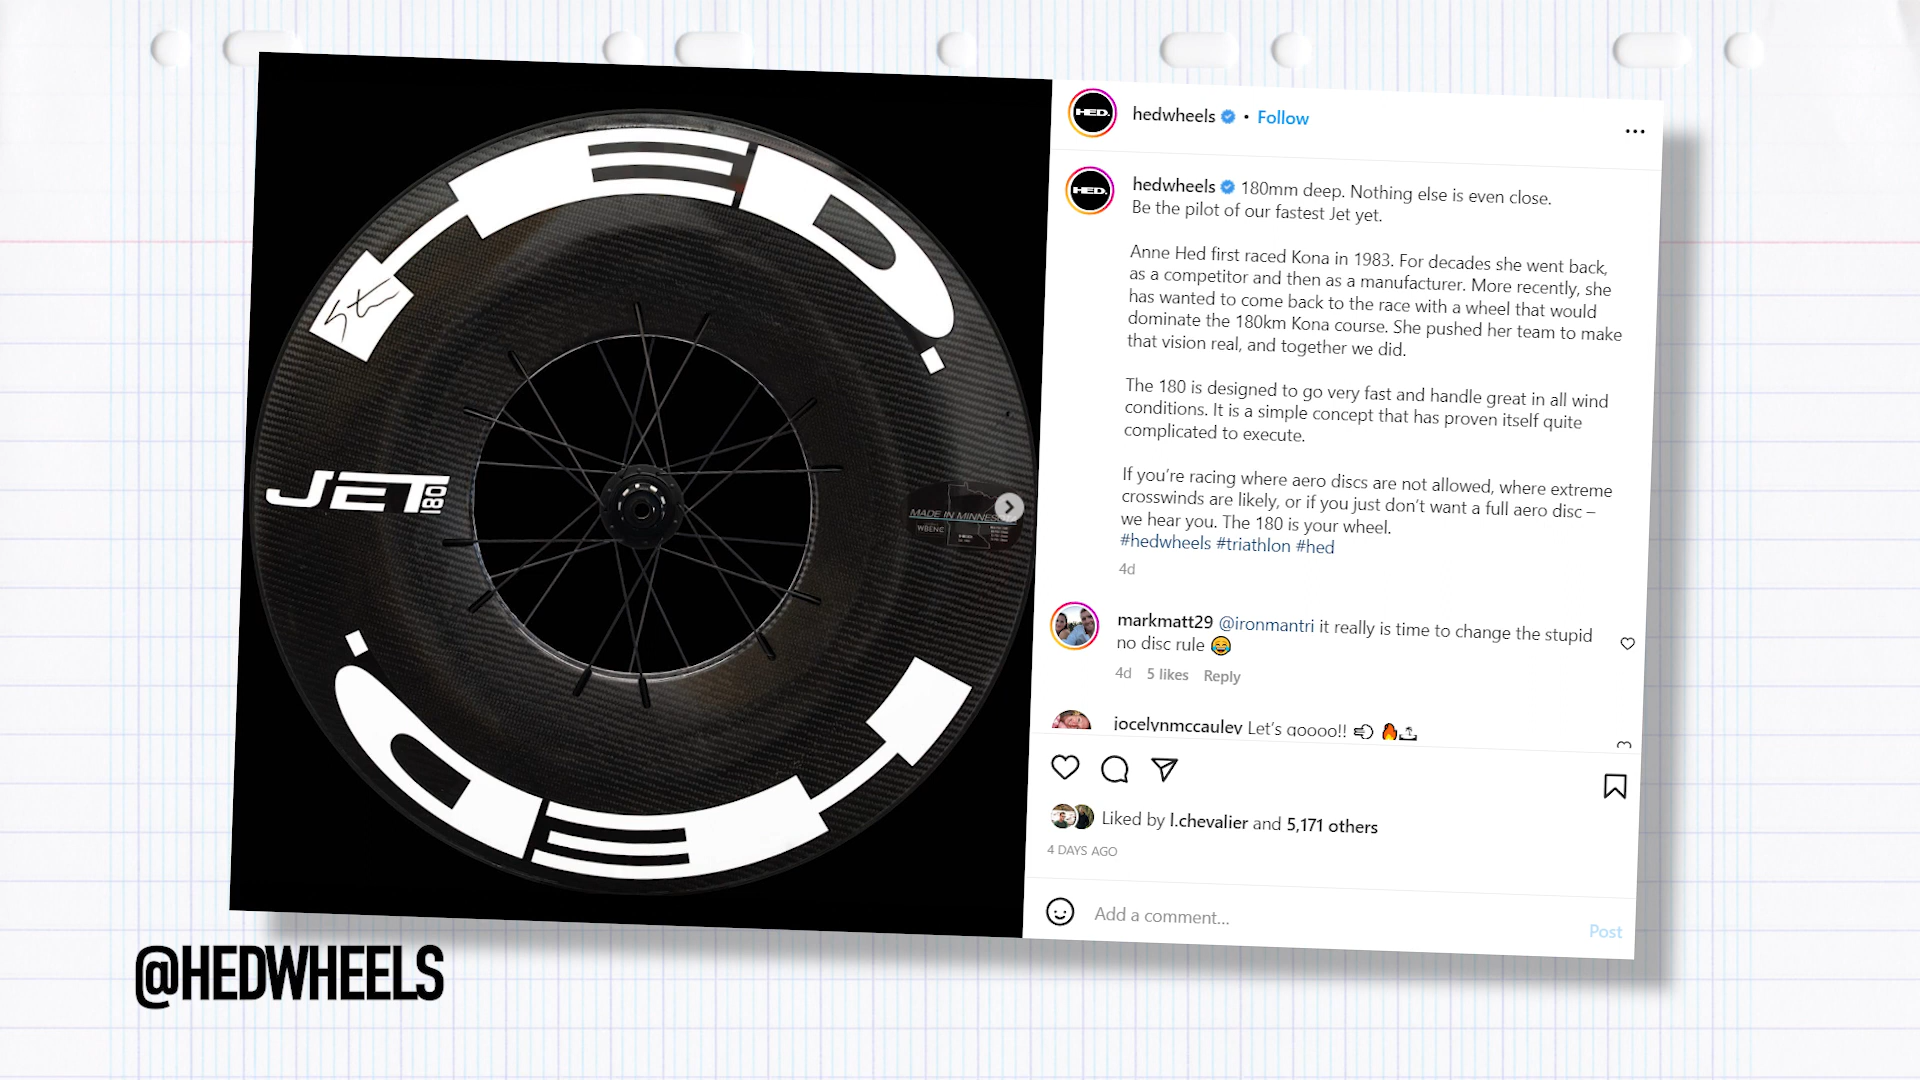 HED.
JET 180
MADE IN MINNES
WBENC
HED.
HED.
hedwheels • Follow
HED.
hedwheels 180mm deep. Nothing else is even close.
Be the pilot of our fastest Jet yet.
Anne Hed first raced Kona in 1983. For decades she went back,
as a competitor and then as a manufacturer. More recently, she
has wanted to come back to the race with a wheel that would
dominate the 180km Kona course. She pushed her team to make
that vision real, and together we did.
The 180 is designed to go very fast and handle great in all wind
conditions. It is a simple concept that has proven itself quite
complicated to execute.
If you’re racing where aero discs are not allowed, where extreme
crosswinds are likely, or if you just don’t want a full aero disc –
we hear you. The 180 is your wheel.
#hedwheels #triathlon #hed
4d
markmatt29 @ironmantri it really is time to change the stupid
no disc rule 😂
4d 5 likes Reply
jocelynmccauley Let’s goooo!! 💨 🔥
Liked by l.chevalier and 5,171 others
4 DAYS AGO
Add a comment...
Post
@HEDWHEELS